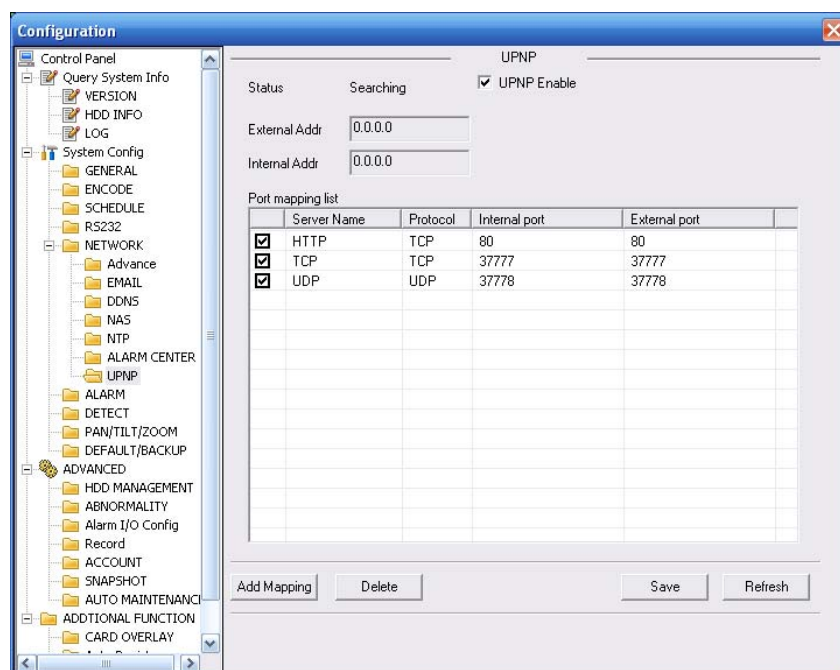 Configuration
Control Panel
Query System Info
VERSION
HDD INFO
LOG
System Config
GENERAL
ENCODE
SCHEDULE
RS232
NETWORK
Advance
EMAIL
DDNS
NAS
NTP
ALARM CENTER
UPNP
ALARM
DETECT
PAN/TILT/ZOOM
DEFAULT/BACKUP
ADVANCED
HDD MANAGEMENT
ABNORMALITY
Alarm I/O Config
Record
ACCOUNT
SNAPSHOT
AUTO MAINTENANC
ADDTIONAL FUNCTION
CARD OVERLAY
UPNP
Status Searching UPNP Enable
External Addr 0.0.0.0
Internal Addr 0.0.0.0
Port mapping list
Server Name Protocol Internal port External port
HTTP TCP 80 80
TCP TCP 37777 37777
UDP UDP 37778 37778
Add Mapping Delete Save Refresh